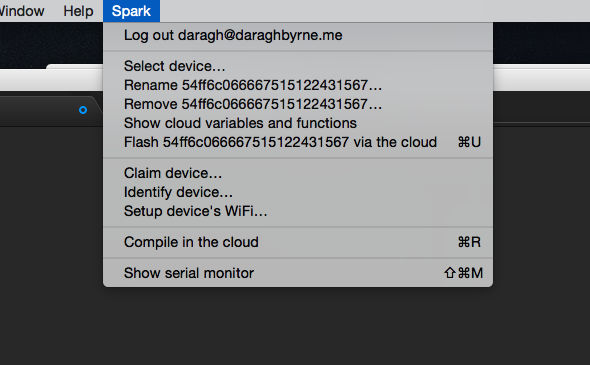 Window Help Spark
Log out daragh@daraghbyrne.me
Select device...
Rename 54ff6c066667515122431567...
Remove 54ff6c066667515122431567...
Show cloud variables and functions
Flash 54ff6c066667515122431567 via the cloud ⌘U
Claim device...
Identify device...
Setup device's WiFi...
Compile in the cloud ⌘R
Show serial monitor ⇧⌘M